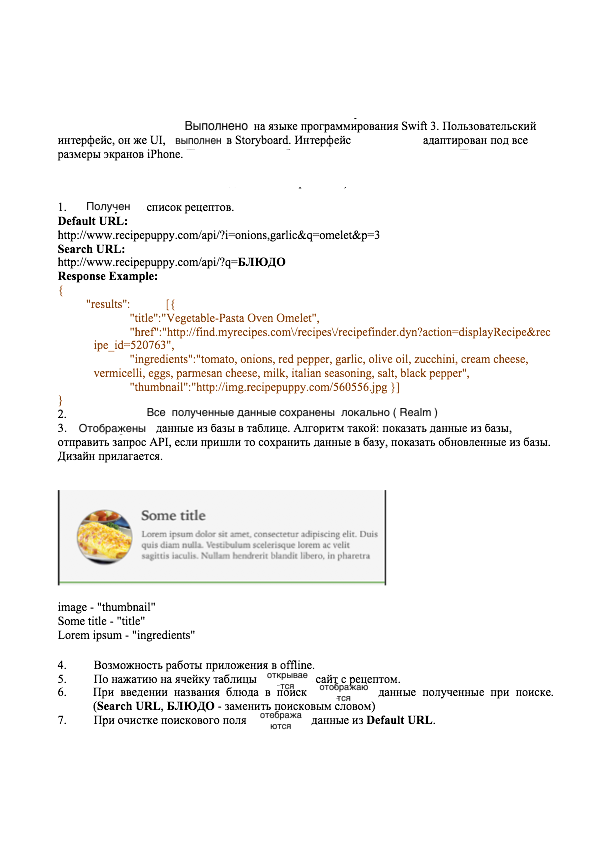 Выполнено на языке программирования Swift 3. Пользовательский
интерфейс, он же UI, выполнен в Storyboard. Интерфейс адаптирован под все
размеры экранов iPhone.
1. Получен список рецептов.
Default URL:
http://www.recipepuppy.com/api/?i=onions,garlic&q=omelet&p=3
Search URL:
http://www.recipepuppy.com/api/?q=БЛЮДО
Response Example:
{
"results": [{
"title":"Vegetable-Pasta Oven Omelet",
"href":"http://find.myrecipes.com\/recipes\/recipefinder.dyn?action=displayRecipe&rec
ipe_id=520763",
"ingredients":"tomato, onions, red pepper, garlic, olive oil, zucchini, cream cheese,
vermicelli, eggs, parmesan cheese, milk, italian seasoning, salt, black pepper",
"thumbnail":"http://img.recipepuppy.com/560556.jpg }]
}
2. Все полученные данные сохранены локально ( Realm )
3. Отображены данные из базы в таблице. Алгоритм такой: показать данные из базы,
отправить запрос API, если пришли то сохранить данные в базу, показать обновленные из базы.
Дизайн прилагается.
Some title
Lorem ipsum dolor sit amet, consectetur adipiscing elit. Duis
quis diam nulla. Vestibulum scelerisque lorem ac velit
sagittis iaculis. Nullam hendrerit blandit libero, in pharetra
image - "thumbnail"
Some title - "title"
Lorem ipsum - "ingredients"
4. Возможность работы приложения в offline.
5. По нажатию на ячейку таблицы открывае-тся сайт с рецептом.
6. При введении названия блюда в поиск отображаю-тся данные полученные при поиске.
(Search URL, БЛЮДО - заменить поисковым словом)
7. При очистке поискового поля отображаются данные из Default URL.